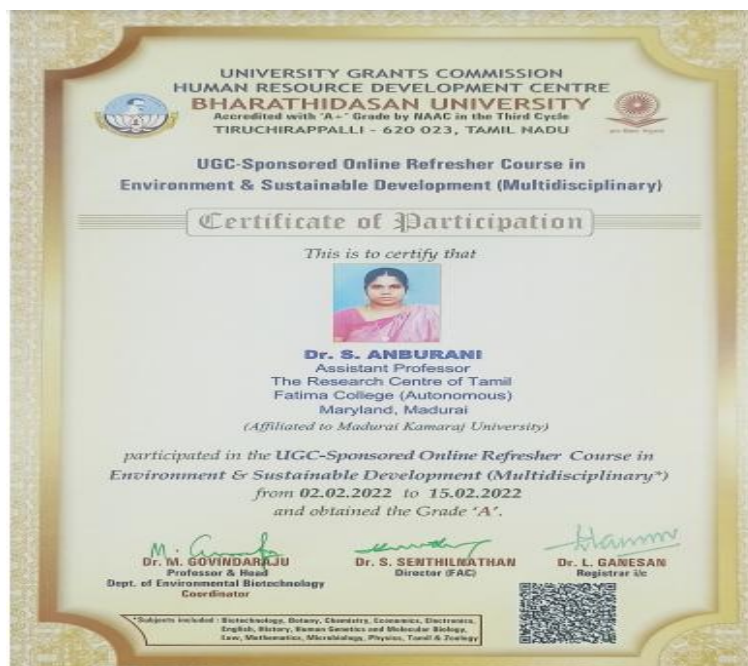 UNIVERSITY GRANTS COMMISSION
HUMAN RESOURCE DEVELOPMENT CENTRE
BHARATHIDASAN UNIVERSITY
Accredited with 'A+' Grade by NAAC in the Third Cycle
TIRUCHIRAPPALLI - 620 023, TAMIL NADU
UGC-Sponsored Online Refresher Course in
Environment & Sustainable Development (Multidisciplinary)
Certificate of Participation
This is to certify that
Dr. S. ANBURANI
Assistant Professor
The Research Centre of Tamil
Fatima College (Autonomous)
Maryland, Madurai
(Affiliated to Madurai Kamaraj University)
participated in the UGC-Sponsored Online Refresher Course in
Environment & Sustainable Development (Multidisciplinary*)
from 02.02.2022 to 15.02.2022
and obtained the Grade 'A'.
Dr. M. GOVINDARAJU
Professor & Head
Dept. of Environmental Biotechnology
Coordinator
Dr. S. SENTHILNATHAN
Director (FAC)
Dr. L. GANESAN
Registrar i/c
*Subjects included : Biotechnology, Botany, Chemistry, Economics, Electronics,
English, History, Human Genetics and Molecular Biology,
Law, Mathematics, Microbiology, Physics, Tamil & Zoology